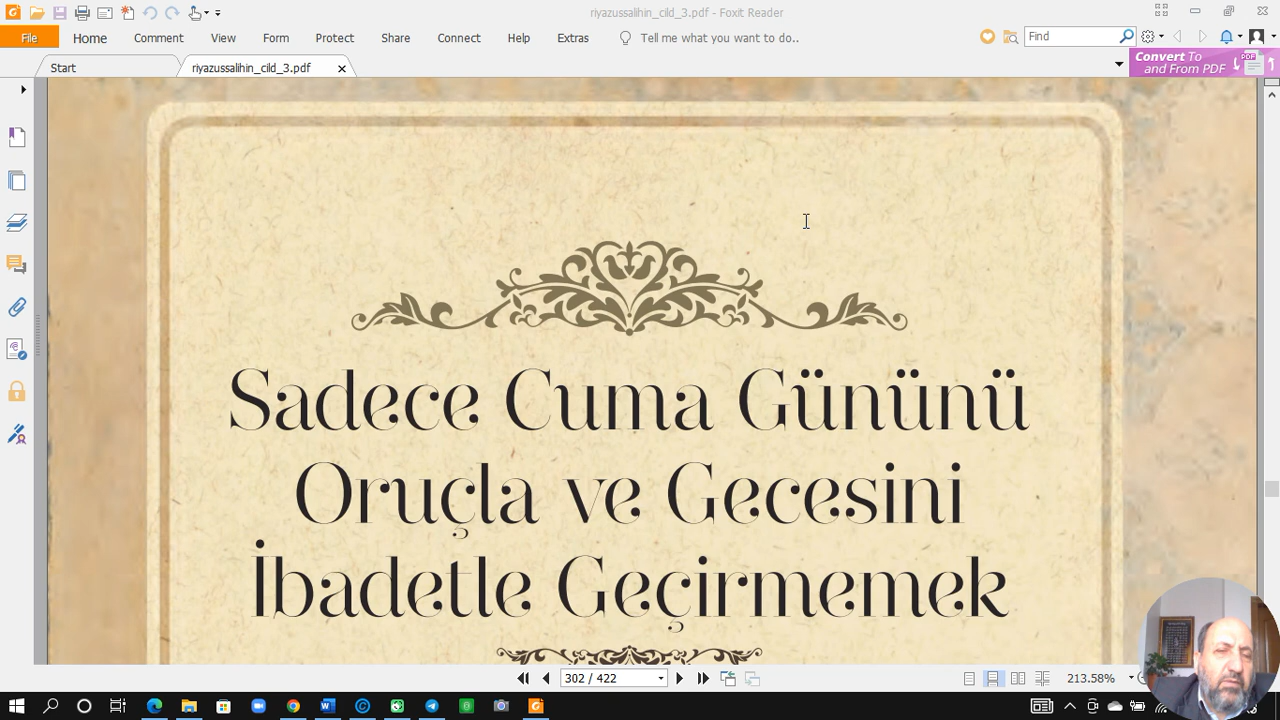 riyazussalihin_cild_3.pdf - Foxit Reader
File Home Comment View Form Protect Share Connect Help Extras Tell me what you want to do.. Find
Start riyazussalihin_cild_3.pdf Convert To
and From PDF
Sadece Cuma Gününü
Oruçla ve Gecesini
İbadetle Geçirmemek
302 / 422 213.58%